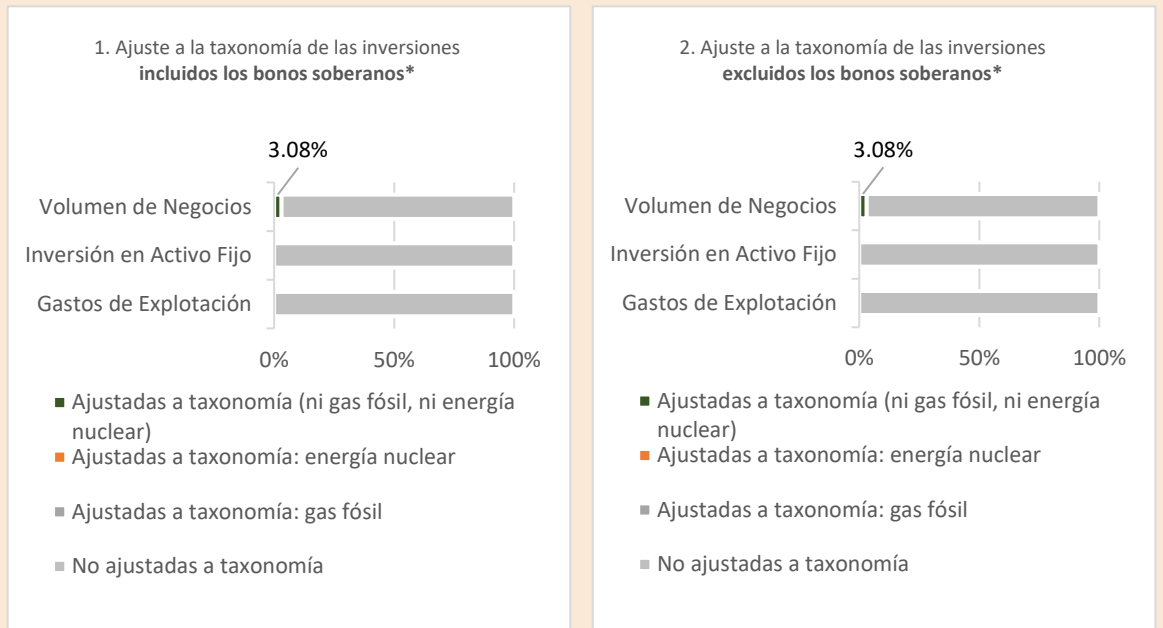 1. Ajuste a la taxonomía de las inversiones
incluidos los bonos soberanos*
3.08%
Volumen de Negocios
Inversión en Activo Fijo
Gastos de Explotación
0% 50% 100%
Ajustadas a taxonomía (ni gas fósil, ni energía
nuclear)
Ajustadas a taxonomía: energía nuclear
Ajustadas a taxonomía: gas fósil
No ajustadas a taxonomía
2. Ajuste a la taxonomía de las inversiones
excluidos los bonos soberanos*
3.08%
Volumen de Negocios
Inversión en Activo Fijo
Gastos de Explotación
0% 50% 100%
Ajustadas a taxonomía (ni gas fósil, ni energía
nuclear)
Ajustadas a taxonomía: energía nuclear
Ajustadas a taxonomía: gas fósil
No ajustadas a taxonomía